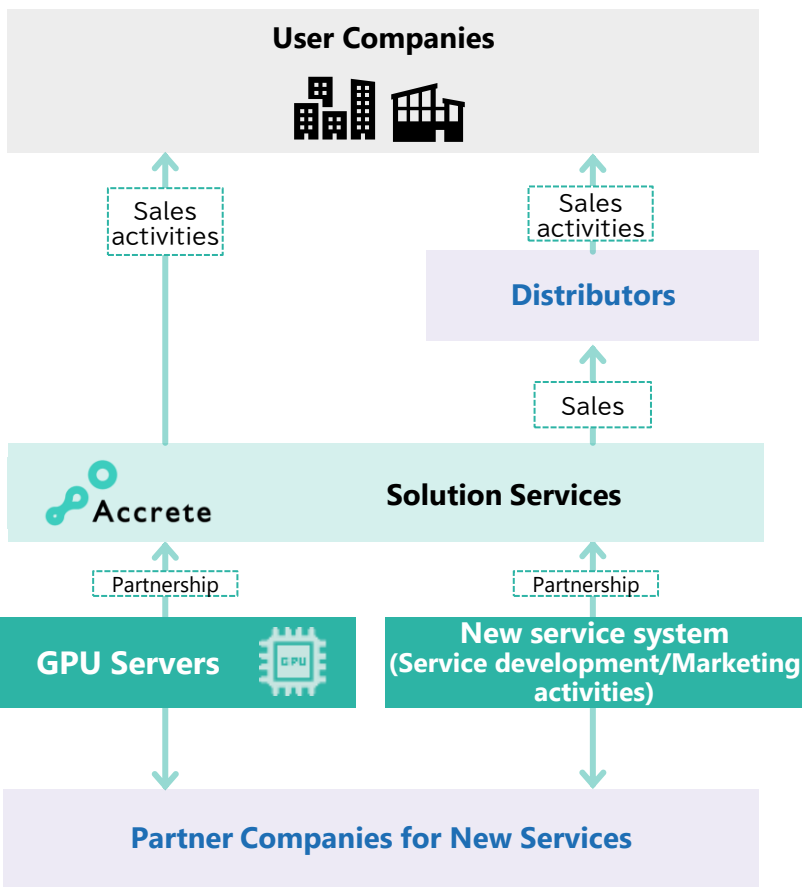 User Companies
Sales
activities
Sales
activities
Distributors
Sales
Accrete
Solution Services
Partnership
Partnership
GPU Servers
GPU
New service system
(Service development/Marketing
activities)
Partner Companies for New Services